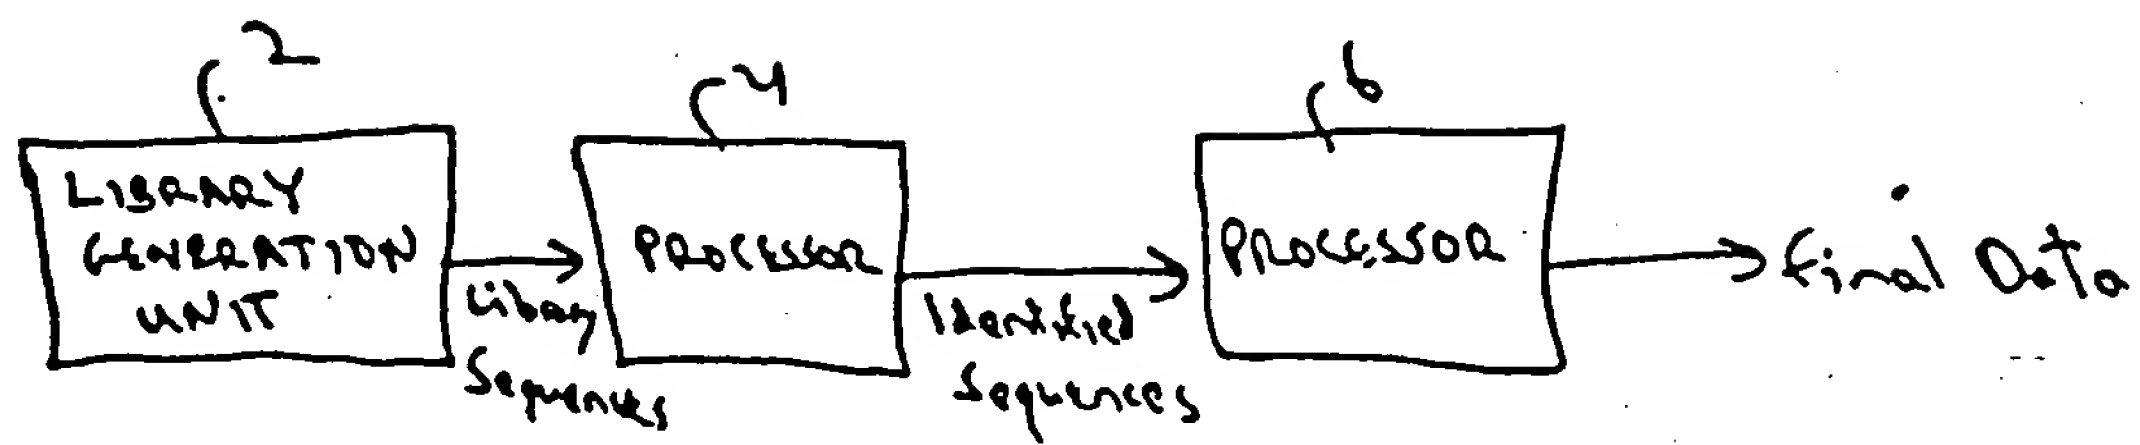 2
4
6
LIBRARY
GENERATION
UNIT
Library
Sequences
PROCESSOR
Identified
Sequences
PROCESSOR
Final Data